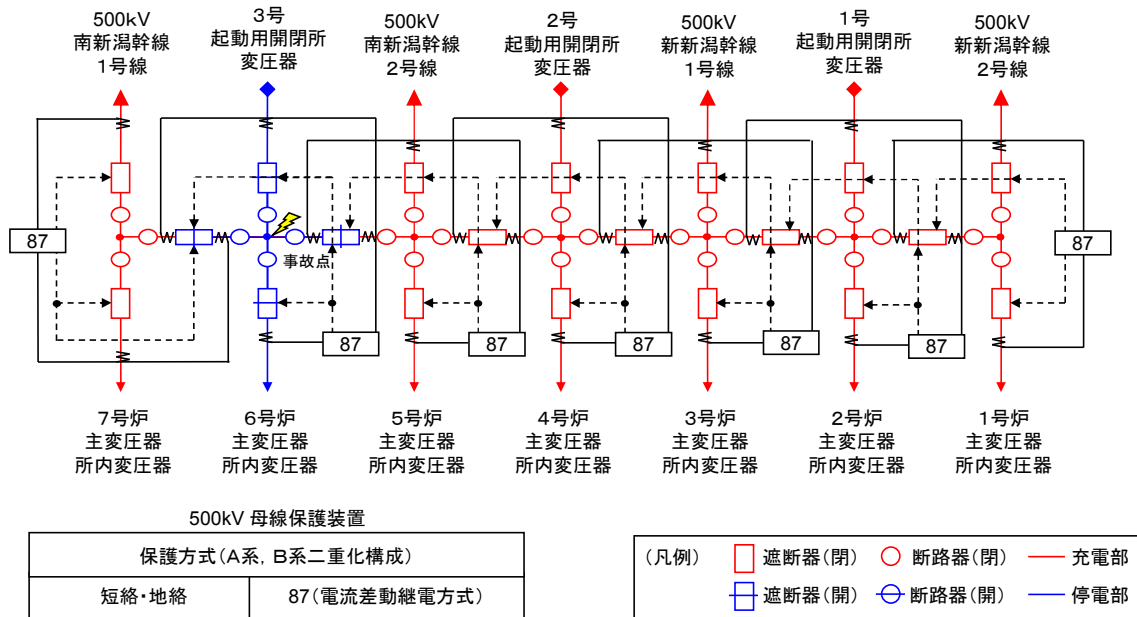 500kV
南新潟幹線
1号線
3号
起動用開閉所
変圧器
500kV
南新潟幹線
2号線
2号
起動用開閉所
変圧器
500kV
新新潟幹線
1号線
1号
起動用開閉所
変圧器
500kV
新新潟幹線
2号線
87
事故点
87
87
87
87
87
87
7号炉
主変圧器
所内変圧器
6号炉
主変圧器
所内変圧器
5号炉
主変圧器
所内変圧器
4号炉
主変圧器
所内変圧器
3号炉
主変圧器
所内変圧器
2号炉
主変圧器
所内変圧器
1号炉
主変圧器
所内変圧器
500kV 母線保護装置
保護方式(A系, B系二重化構成)
短絡・地絡
87(電流差動継電方式)
(凡例)
遮断器(閉)
断路器(閉)
充電部
遮断器(開)
断路器(開)
停電部